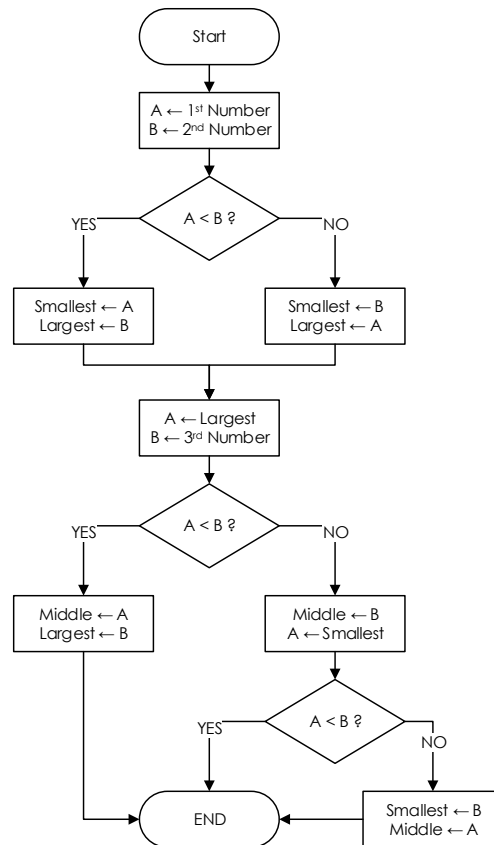 Start
A ← 1st Number
B ← 2nd Number
A < B ?
YES
NO
Smallest ← A
Largest ← B
Smallest ← B
Largest ← A
A ← Largest
B ← 3rd Number
A < B ?
YES
NO
Middle ← A
Largest ← B
Middle ← B
A ← Smallest
A < B ?
YES
NO
END
Smallest ← B
Middle ← A